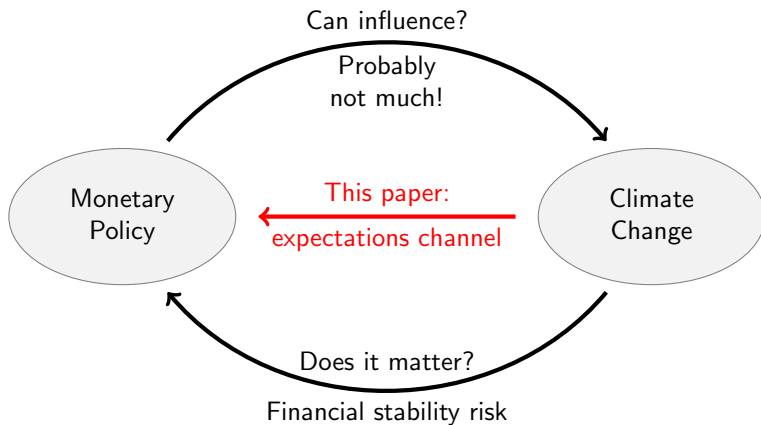 Can influence?
Probably
not much!
Monetary
Policy
This paper:
expectations channel
Climate
Change
Does it matter?
Financial stability risk